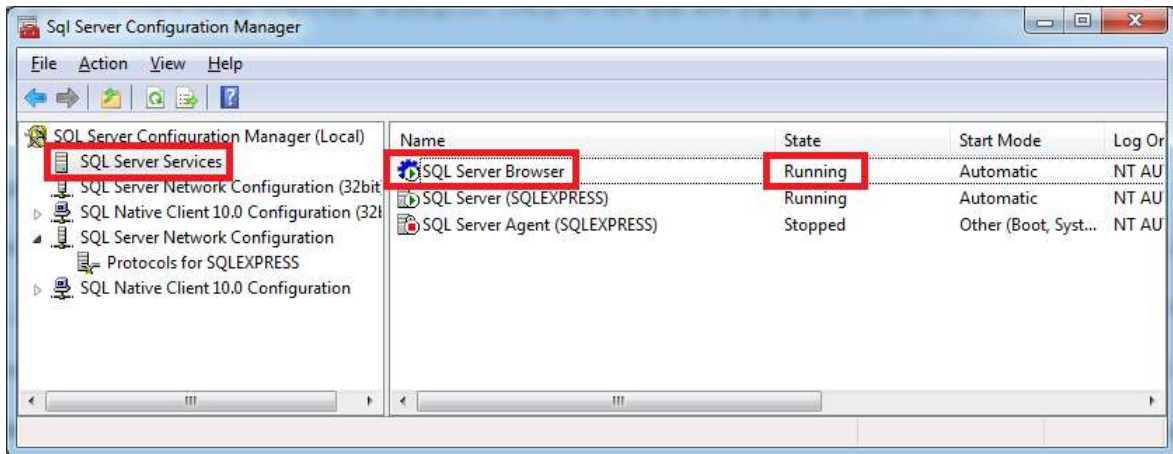 Sql Server Configuration Manager
File Action View Help
SQL Server Configuration Manager (Local)
SQL Server Services
SQL Server Network Configuration (32bit
SQL Native Client 10.0 Configuration (32b
SQL Server Network Configuration
Protocols for SQLEXPRESS
SQL Native Client 10.0 Configuration
Name State Start Mode Log On
SQL Server Browser Running Automatic NT AU
SQL Server (SQLEXPRESS) Running Automatic NT AU
SQL Server Agent (SQLEXPRESS) Stopped Other (Boot, Syst... NT AU